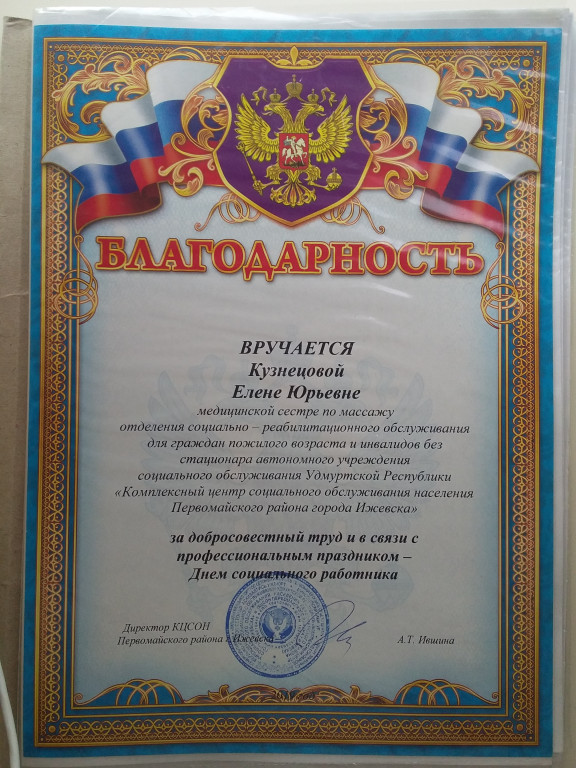 БЛАГОДАРНОСТЬ
ВРУЧАЕТСЯ
Кузнецовой
Елене Юрьевне
медицинской сестре по массажу
отделения социально – реабилитационного обслуживания
для граждан пожилого возраста и инвалидов без
стационара автономного учреждения
социального обслуживания Удмуртской Республики
«Комплексный центр социального обслуживания населения
Первомайского района города Ижевска»
за добросовестный труд и в связи с
профессиональным праздником –
Днем социального работника
Директор КЦСОН
Первомайского района г.Ижевска
А.Т. Ившина